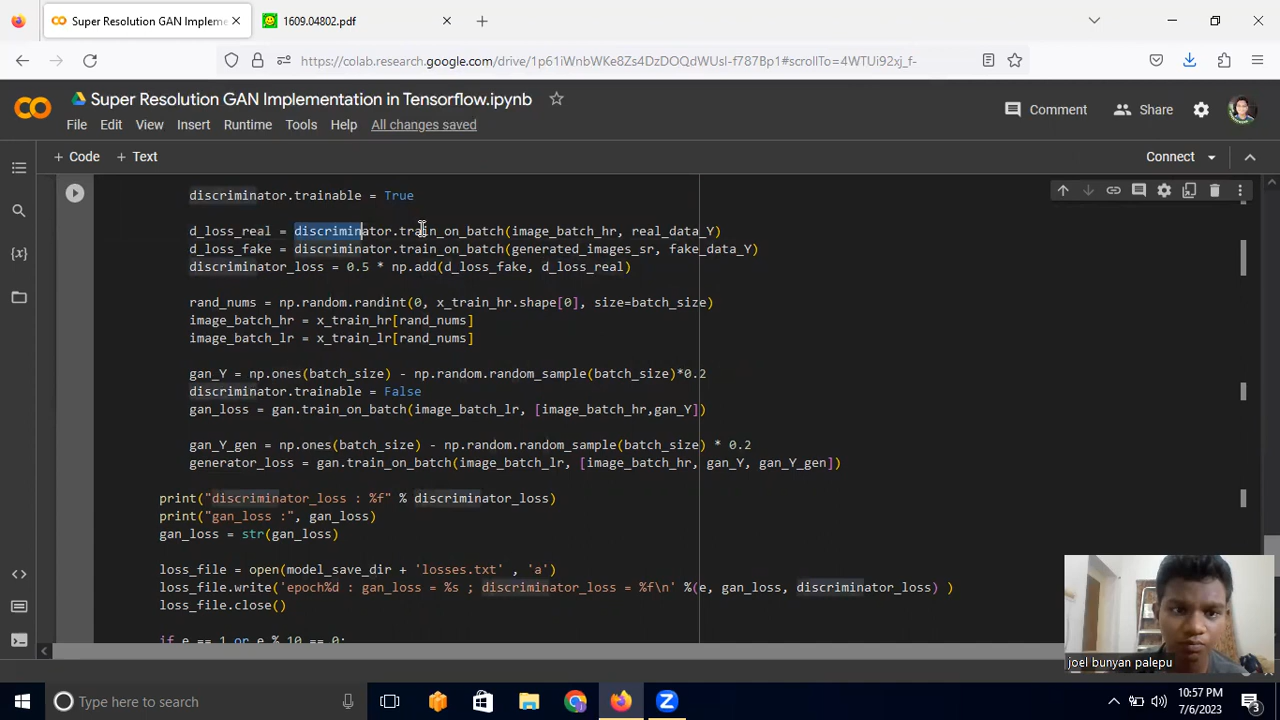 Super Resolution GAN Impleme
1609.04802.pdf
https://colab.research.google.com/drive/1p61iWnbWKe8Zs4DzDOQdWUsl-f787Bp1#scrollTo=4WTUi92xj_f-
Super Resolution GAN Implementation in Tensorflow.ipynb
Comment
Share
File Edit View Insert Runtime Tools Help All changes saved
+ Code + Text
Connect
discriminator.trainable = True
d_loss_real = discriminator.train_on_batch(image_batch_hr, real_data_Y)
d_loss_fake = discriminator.train_on_batch(generated_images_sr, fake_data_Y)
discriminator_loss = 0.5 * np.add(d_loss_fake, d_loss_real)
rand_nums = np.random.randint(0, x_train_hr.shape[0], size=batch_size)
image_batch_hr = x_train_hr[rand_nums]
image_batch_lr = x_train_lr[rand_nums]
gan_Y = np.ones(batch_size) - np.random.random_sample(batch_size)*0.2
discriminator.trainable = False
gan_loss = gan.train_on_batch(image_batch_lr, [image_batch_hr,gan_Y])
gan_Y_gen = np.ones(batch_size) - np.random.random_sample(batch_size) * 0.2
generator_loss = gan.train_on_batch(image_batch_lr, [image_batch_hr, gan_Y, gan_Y_gen])
print("discriminator_loss : %f" % discriminator_loss)
print("gan_loss :", gan_loss)
gan_loss = str(gan_loss)
loss_file = open(model_save_dir + 'losses.txt' , 'a')
loss_file.write('epoch%d : gan_loss = %s ; discriminator_loss = %f\n' %(e, gan_loss, discriminator_loss) )
loss_file.close()
if e == 1 or e % 10 == 0:
joel bunyan palepu
Type here to search
10:57 PM
7/6/2023
3